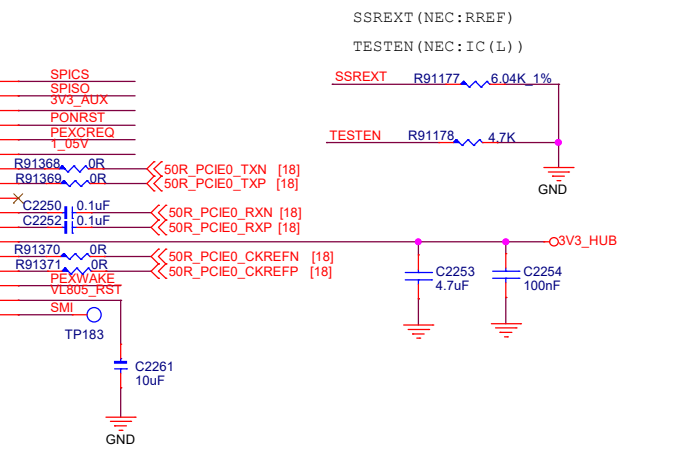 SSREXT(NEC:RREF)
TESTEN(NEC:IC(L))
SPICS
SPISO
3V3_AUX
PONRST
PEXCREQ
1_05V
SSREXT R91177 6.04K_1%
TESTEN R91178 4.7K
GND
R91368 0R 50R_PCIE0_TXN [18]
R91369 0R 50R_PCIE0_TXP [18]
C2250 0.1uF 50R_PCIE0_RXN [18]
C2252 0.1uF 50R_PCIE0_RXP [18]
3V3_HUB
R91370 0R 50R_PCIE0_CKREFN [18]
R91371 0R 50R_PCIE0_CKREFP [18]
C2253
4.7uF
C2254
100nF
PEXWAKE
VL805_RST
SMI
TP183
C2261
10uF
GND